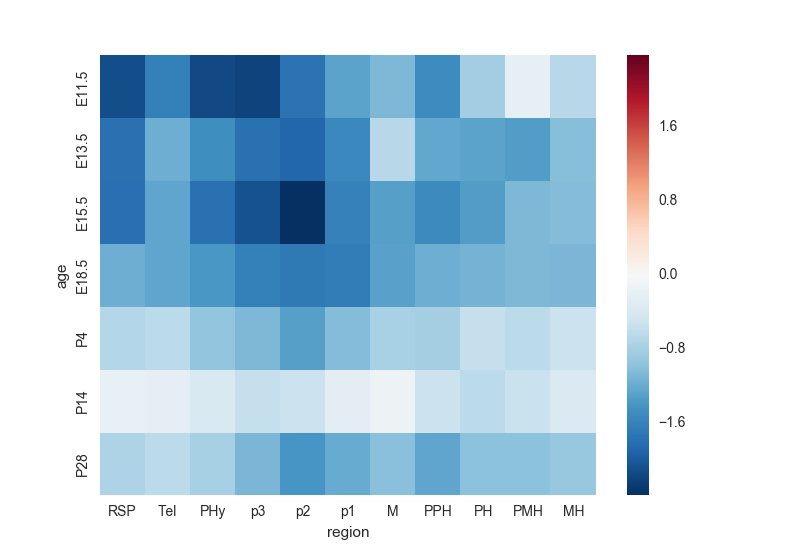 age
E11.5
E13.5
E15.5
E18.5
P4
P14
P28
RSP Tel PHy p3 p2 p1 M PPH PH PMH MH
region
1.6
0.8
0.0
−0.8
−1.6